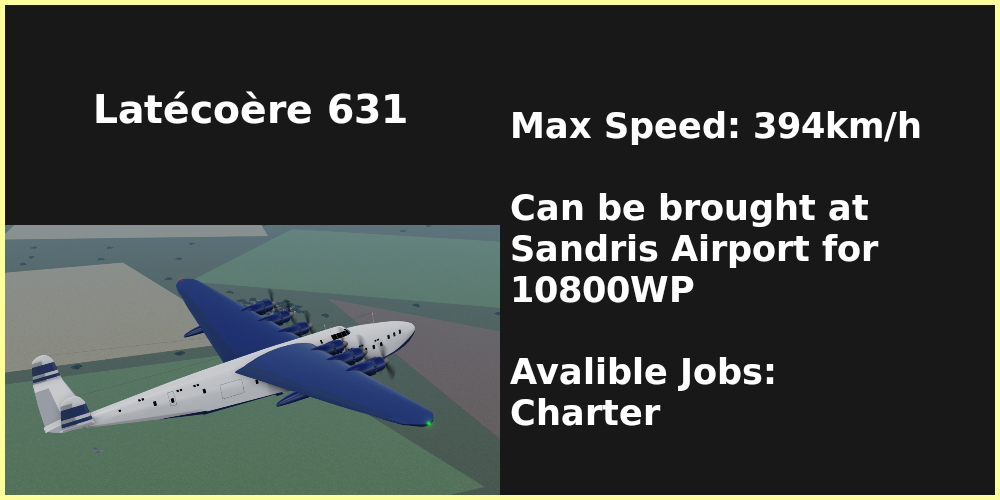 Latécoère 631
Max Speed: 394km/h
Can be brought at
Sandris Airport for
10800WP
Avalible Jobs:
Charter